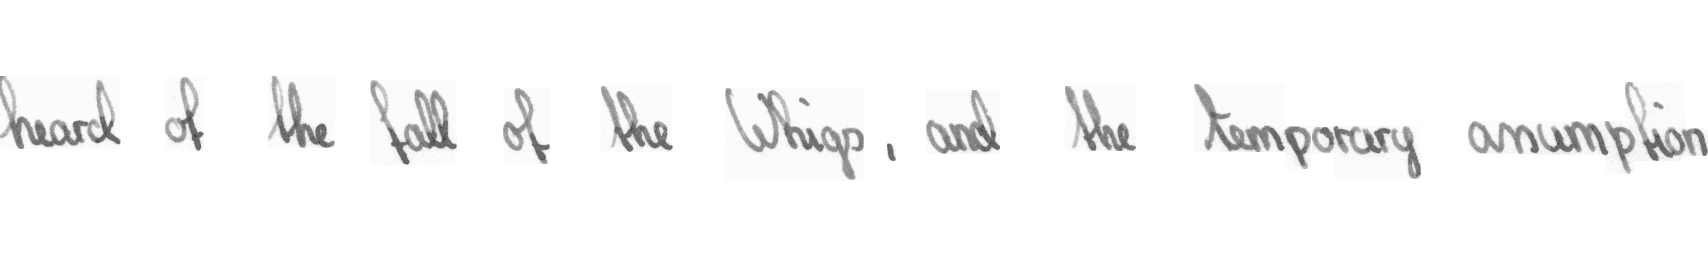 heard of the fall of the Whigs, and the temporary assumption